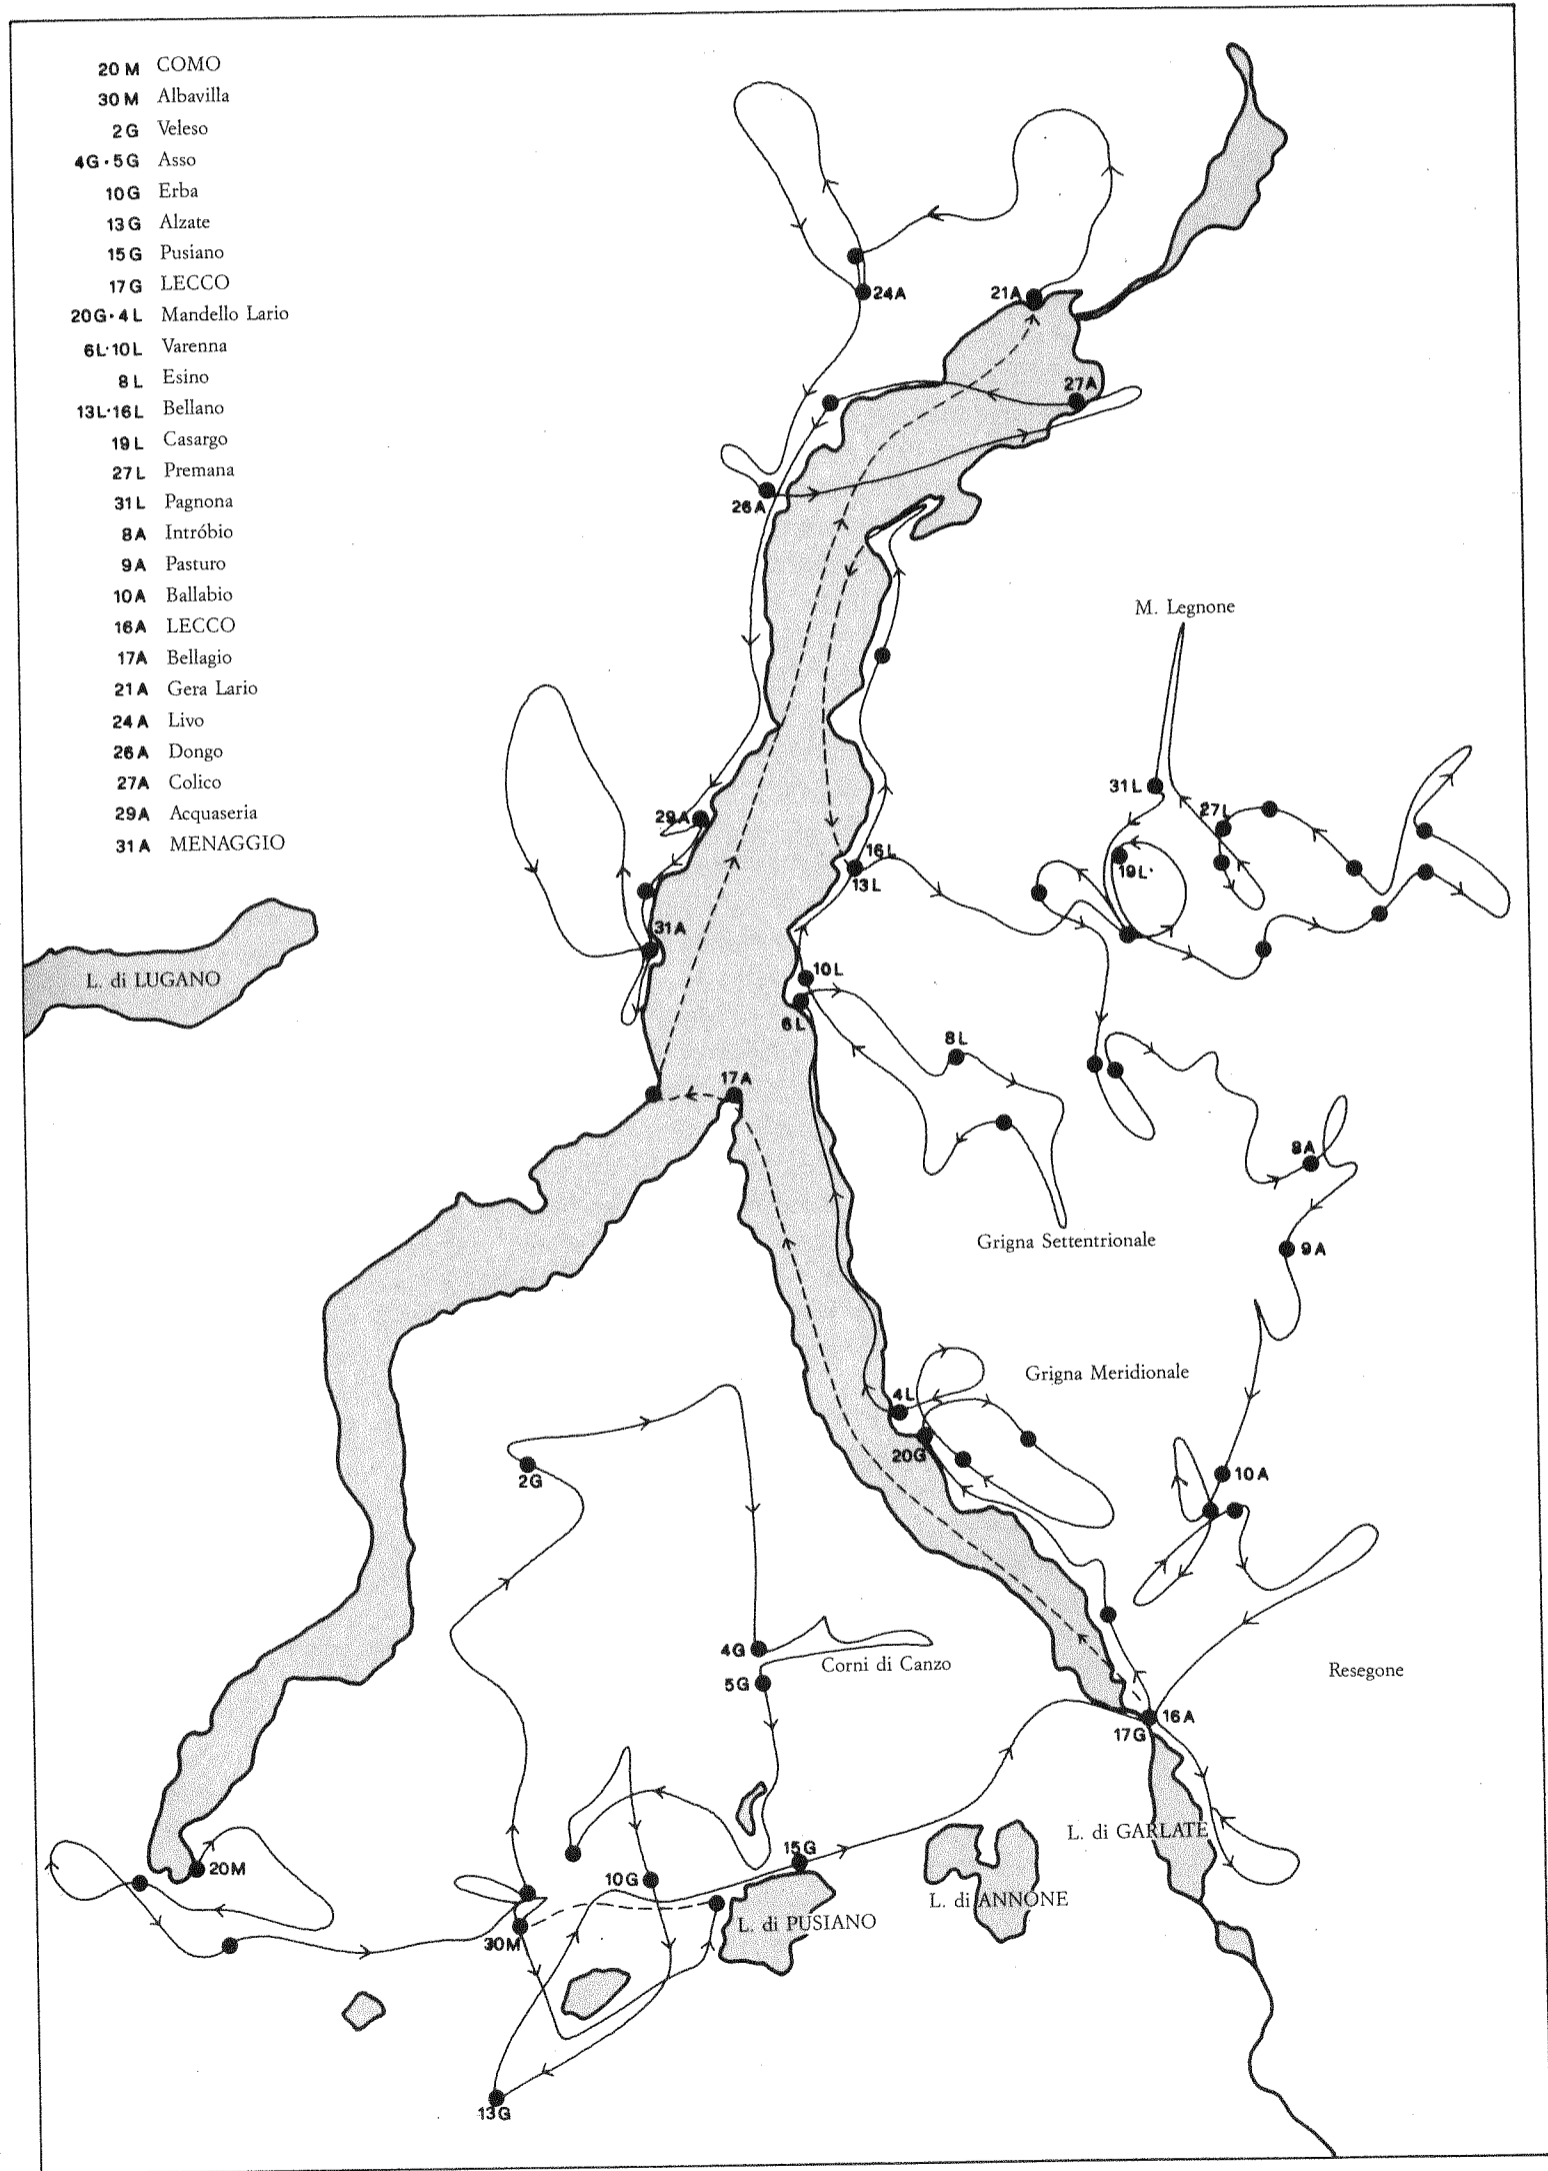 20 M COMO
30 M Albavilla
2 G Veleso
4G · 5G Asso
10 G Erba
13 G Alzate
15 G Pusiano
17 G LECCO
20G · 4 L Mandello Lario
6L · 10L Varenna
8 L Esino
13L · 16L Bellano
19 L Casargo
27 L Premana
31 L Pagnona
8 A Intróbio
9 A Pasturo
10 A Ballabio
16 A LECCO
17 A Bellagio
21 A Gera Lario
24 A Livo
26 A Dongo
27 A Colico
29 A Acquaseria
31 A MENAGGIO
24A
21A
27A
26A
M. Legnone
31 L
27L
29A
16 L
13 L
19L
31A
L. di LUGANO
10L
6L
8 L
17A
8A
Grigna Settentrionale
9A
Grigna Meridionale
4L
20G
2G
10A
4G
Corni di Canzo
5G
Resegone
16A
17G
20M
15G
L. di GARLATE
10G
L. di ANNONE
L. di PUSIANO
30M
13G